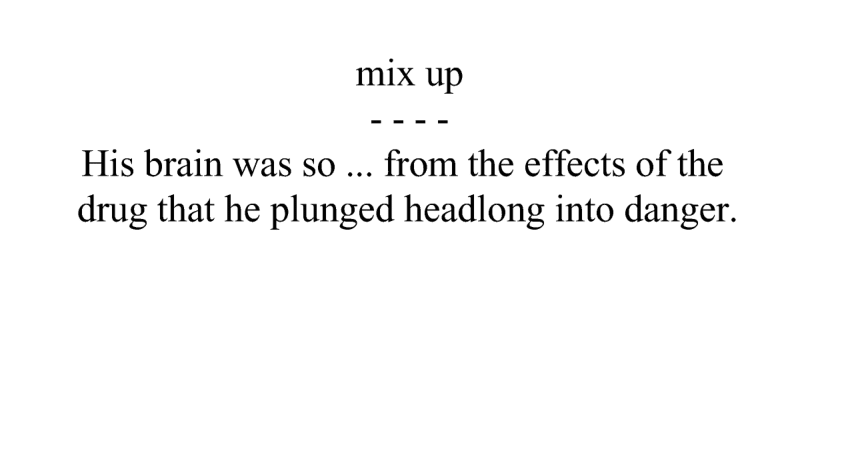 mix up
- - - -
His brain was so ... from the effects of the
drug that he plunged headlong into danger.